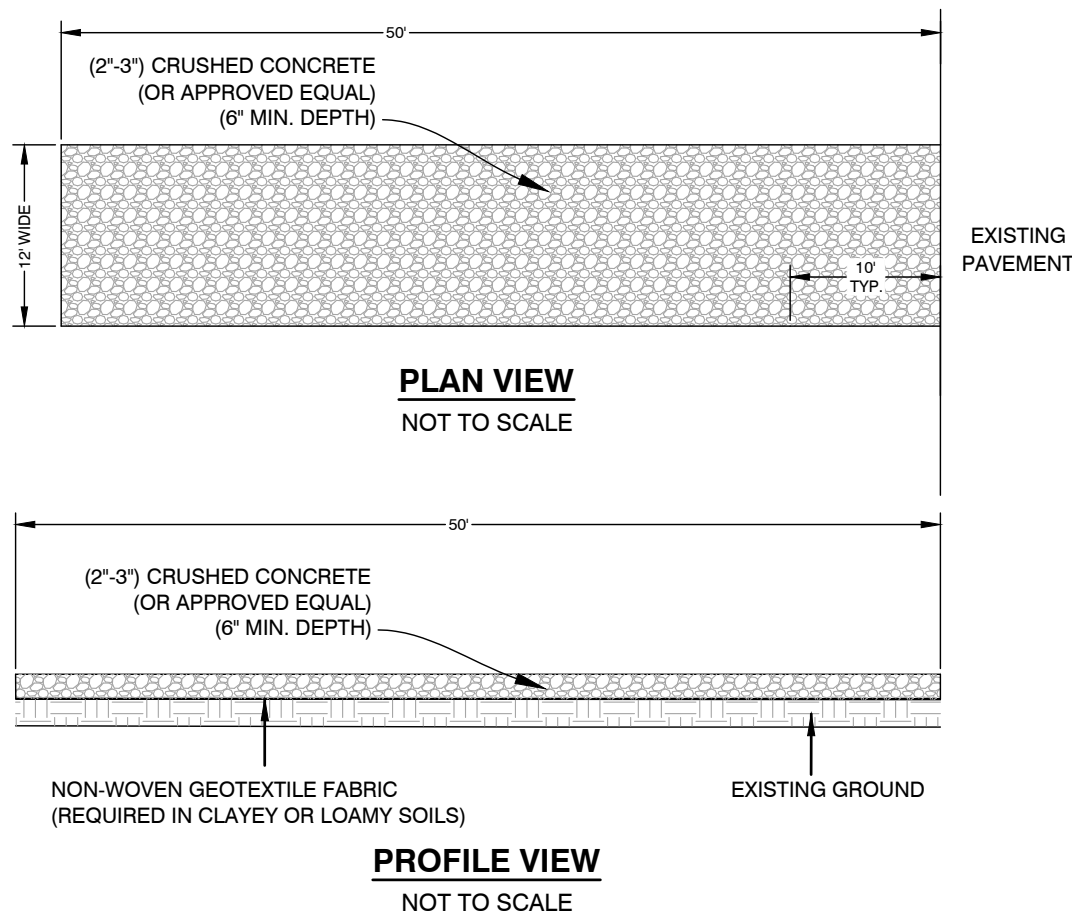 50'
(2"-3") CRUSHED CONCRETE
(OR APPROVED EQUAL)
(6" MIN. DEPTH)
12' WIDE
10'
TYP.
EXISTING
PAVEMENT
PLAN VIEW
NOT TO SCALE
50'
(2"-3") CRUSHED CONCRETE
(OR APPROVED EQUAL)
(6" MIN. DEPTH)
NON-WOVEN GEOTEXTILE FABRIC
(REQUIRED IN CLAYEY OR LOAMY SOILS)
EXISTING GROUND
PROFILE VIEW
NOT TO SCALE